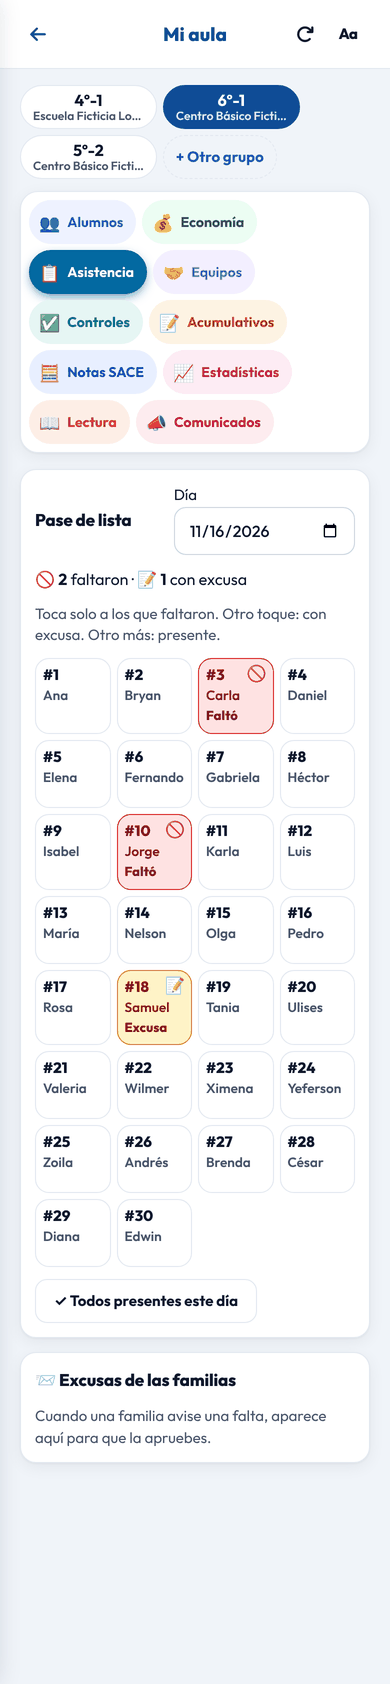 Mi aula
Aa
4°-1
Escuela Ficticia Lo...
6°-1
Centro Básico Ficti...
5°-2
Centro Básico Ficti...
+ Otro grupo
Alumnos
Economía
Asistencia
Equipos
Controles
Acumulativos
Notas SACE
Estadísticas
Lectura
Comunicados
Pase de lista
Día
11/16/2026
2 faltaron · 1 con excusa
Toca solo a los que faltaron. Otro toque: con
excusa. Otro más: presente.
#1
Ana
#2
Bryan
#3
Carla
Faltó
#4
Daniel
#5
Elena
#6
Fernando
#7
Gabriela
#8
Héctor
#9
Isabel
#10
Jorge
Faltó
#11
Karla
#12
Luis
#13
María
#14
Nelson
#15
Olga
#16
Pedro
#17
Rosa
#18
Samuel
Excusa
#19
Tania
#20
Ulises
#21
Valeria
#22
Wilmer
#23
Ximena
#24
Yeferson
#25
Zoila
#26
Andrés
#27
Brenda
#28
César
#29
Diana
#30
Edwin
✓ Todos presentes este día
Excusas de las familias
Cuando una familia avise una falta, aparece
aquí para que la apruebes.